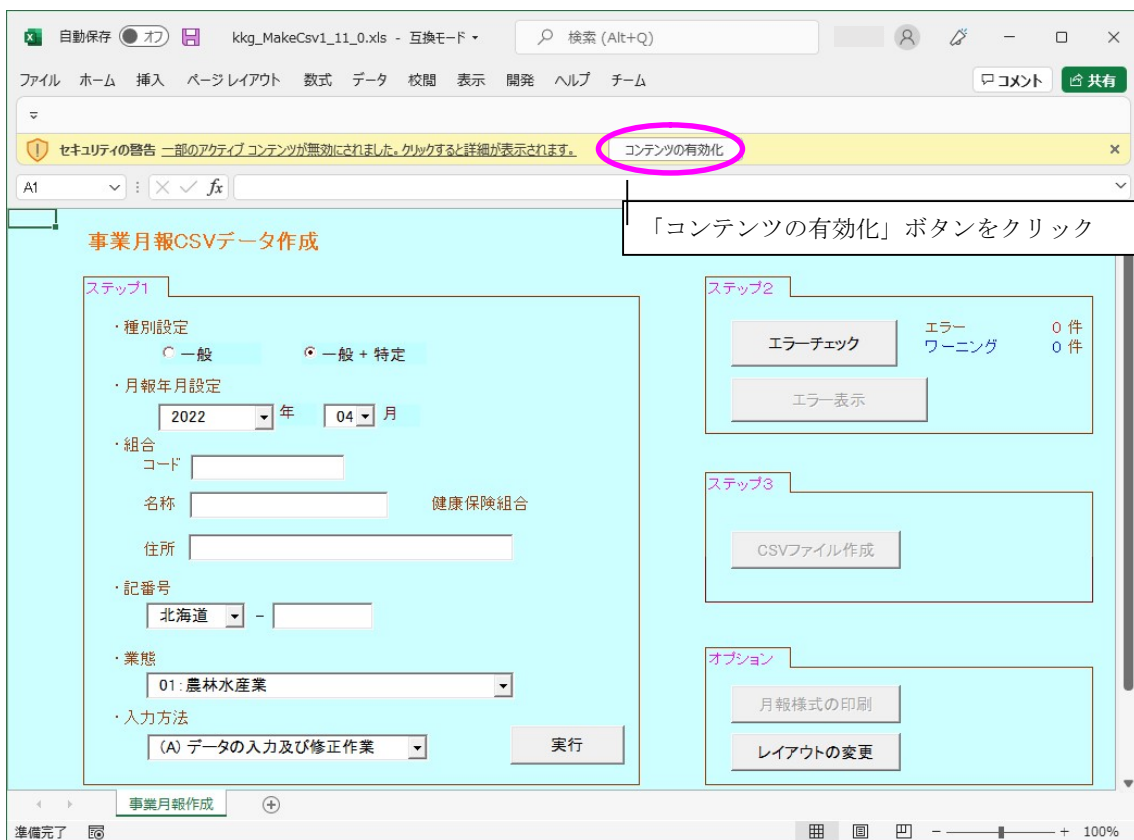 自動保存 オフ kkg_MakeCsv1_11_0.xls - 互換モード 検索 (Alt+Q)
ファイル ホーム 挿入 ページ レイアウト 数式 データ 校閲 表示 開発 ヘルプ チーム コメント 共有
セキュリティの警告 一部のアクティブ コンテンツが無効にされました。クリックすると詳細が表示されます。 コンテンツの有効化
A1 fx
「コンテンツの有効化」ボタンをクリック
事業月報CSVデータ作成
ステップ1
・種別設定
一般 一般 + 特定
・月報年月設定
2022 年 04 月
・組合
コード
名称 健康保険組合
住所
・記番号
北海道 -
・業態
01:農林水産業
・入力方法
(A) データの入力及び修正作業 実行
ステップ2
エラーチェック エラー 0 件
ワーニング 0 件
エラー表示
ステップ3
CSVファイル作成
オプション
月報様式の印刷
レイアウトの変更
事業月報作成
準備完了 100%